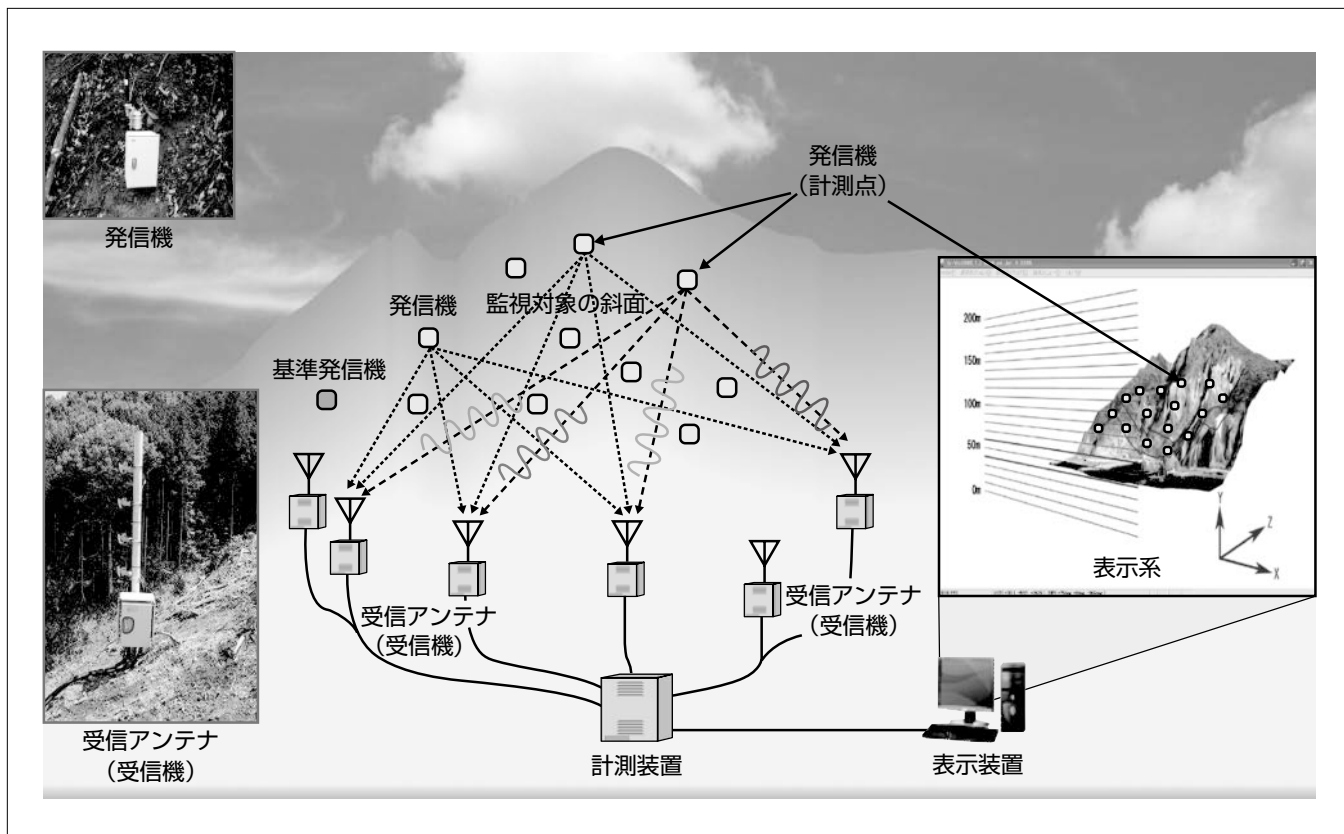 発信機
受信アンテナ
（受信機）
発信機
（計測点）
監視対象の斜面
発信機
基準発信機
受信アンテナ
（受信機）
受信アンテナ
（受信機）
計測装置
表示装置
200m
150m
100m
50m
0m
Y
Z
X
表示系